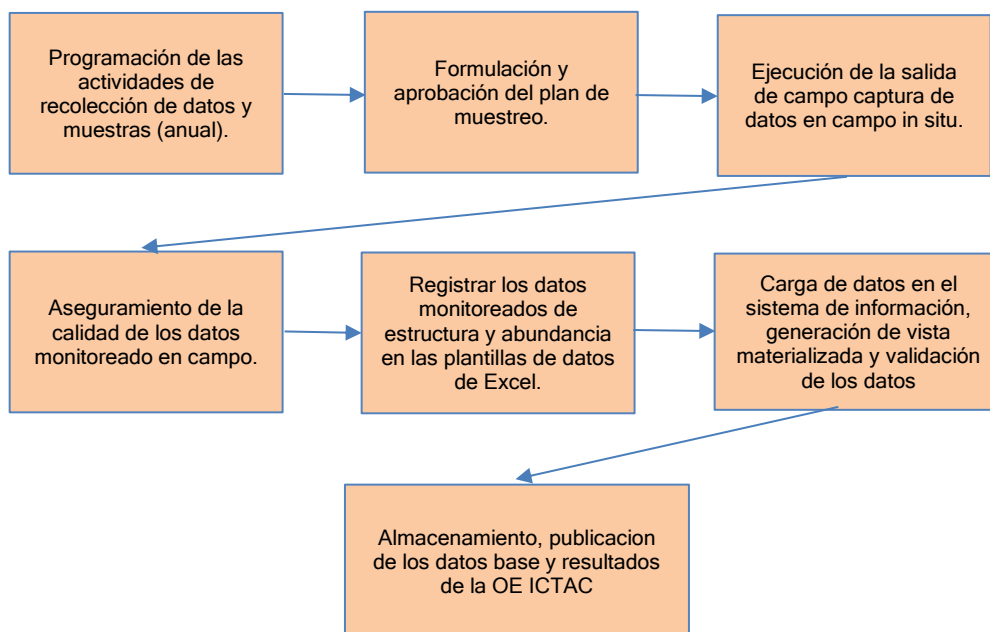 Programación de las
actividades de
recolección de datos y
muestras (anual).
Formulación y
aprobación del plan de
muestreo.
Ejecución de la salida
de campo captura de
datos en campo in situ.
Aseguramiento de la
calidad de los datos
monitoreado en campo.
Registrar los datos
monitoreados de
estructura y abundancia
en las plantillas de datos
de Excel.
Carga de datos en el
sistema de información,
generación de vista
materializada y validación
de los datos
Almacenamiento, publicacion
de los datos base y resultados
de la OE ICTAC